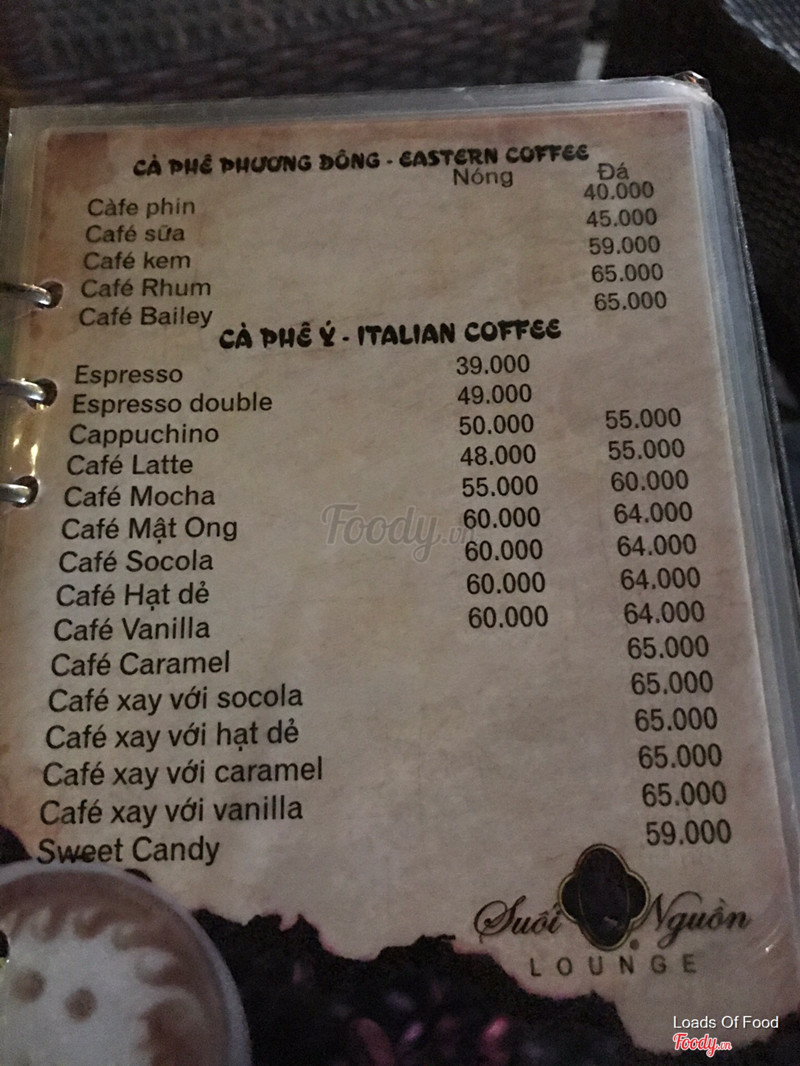 CÀ PHÊ PHƯƠNG ĐÔNG - EASTERN COFFEE
Nóng Đá
Càfe phin 40.000
Café sữa 45.000
Café kem 59.000
Café Rhum 65.000
Café Bailey 65.000
CÀ PHÊ Ý - ITALIAN COFFEE
Espresso 39.000
Espresso double 49.000
Cappuchino 50.000 55.000
Café Latte 48.000 55.000
Café Mocha 55.000 60.000
Café Mật Ong 60.000 64.000
Café Socola 60.000 64.000
Café Hạt dẻ 60.000 64.000
Café Vanilla 60.000 64.000
Café Caramel 65.000
Café xay với socola 65.000
Café xay với hạt dẻ 65.000
Café xay với caramel 65.000
Café xay với vanilla 65.000
Sweet Candy 59.000
Foody.vn
Suối Nguồn
LOUNGE
Loads Of Food
Foody.vn